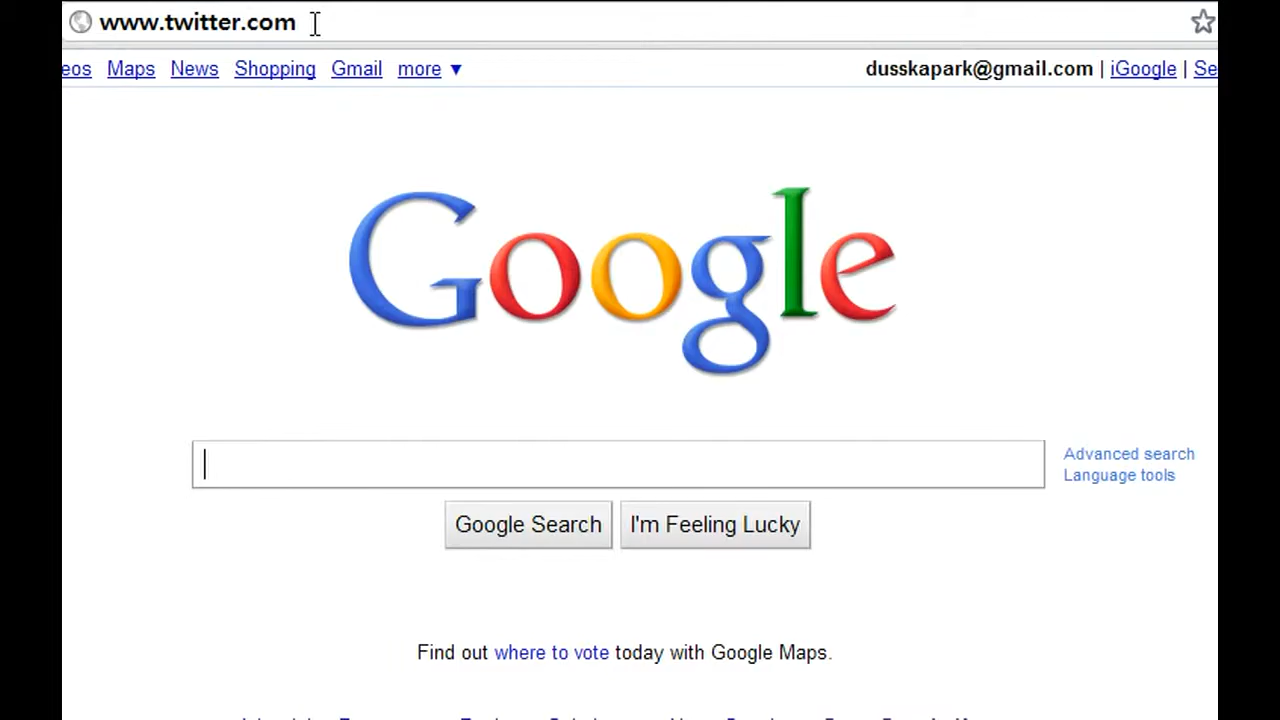 www.twitter.com
eos Maps News Shopping Gmail more ▼ dusskapark@gmail.com | iGoogle | Se
Google
Advanced search
Language tools
Google Search I'm Feeling Lucky
Find out where to vote today with Google Maps.